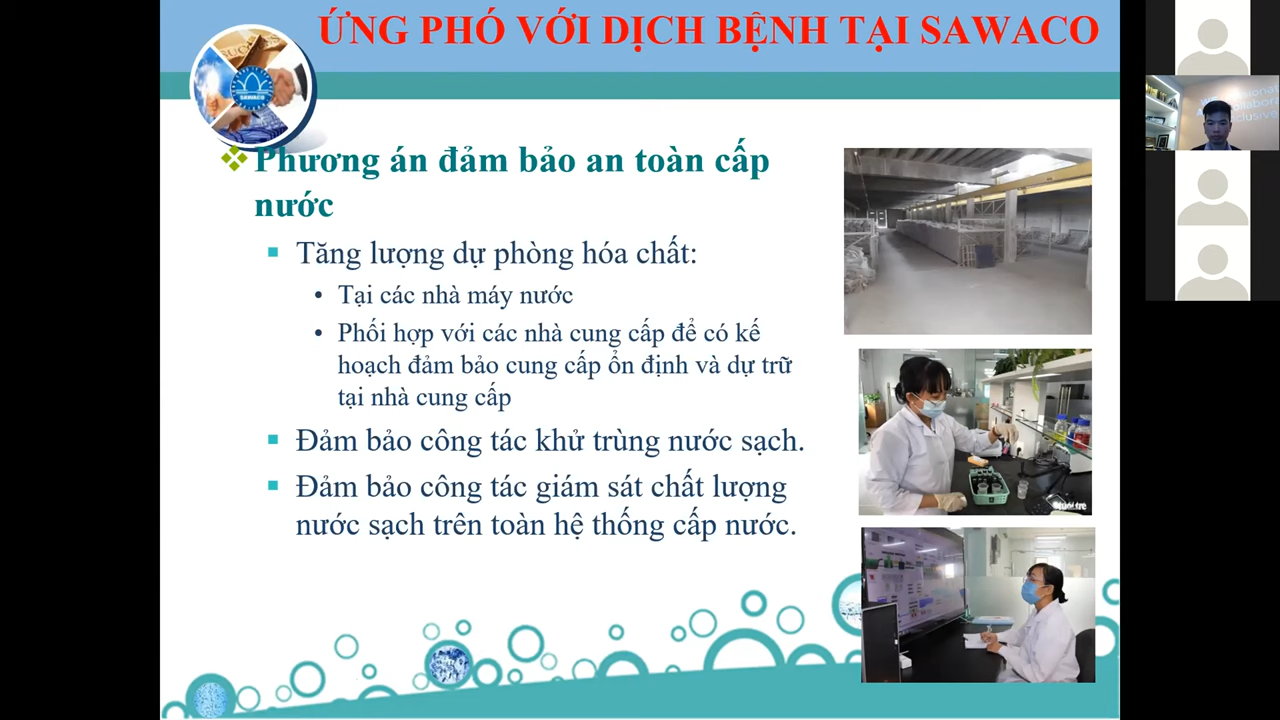 ỨNG PHÓ VỚI DỊCH BỆNH TẠI SAWACO
SUCCESS
SAWACO
Phương án đảm bảo an toàn cấp
nước
Tăng lượng dự phòng hóa chất:
• Tại các nhà máy nước
• Phối hợp với các nhà cung cấp để có kế
hoạch đảm bảo cung cấp ổn định và dự trữ
tại nhà cung cấp
Đảm bảo công tác khử trùng nước sạch.
Đảm bảo công tác giám sát chất lượng
nước sạch trên toàn hệ thống cấp nước.